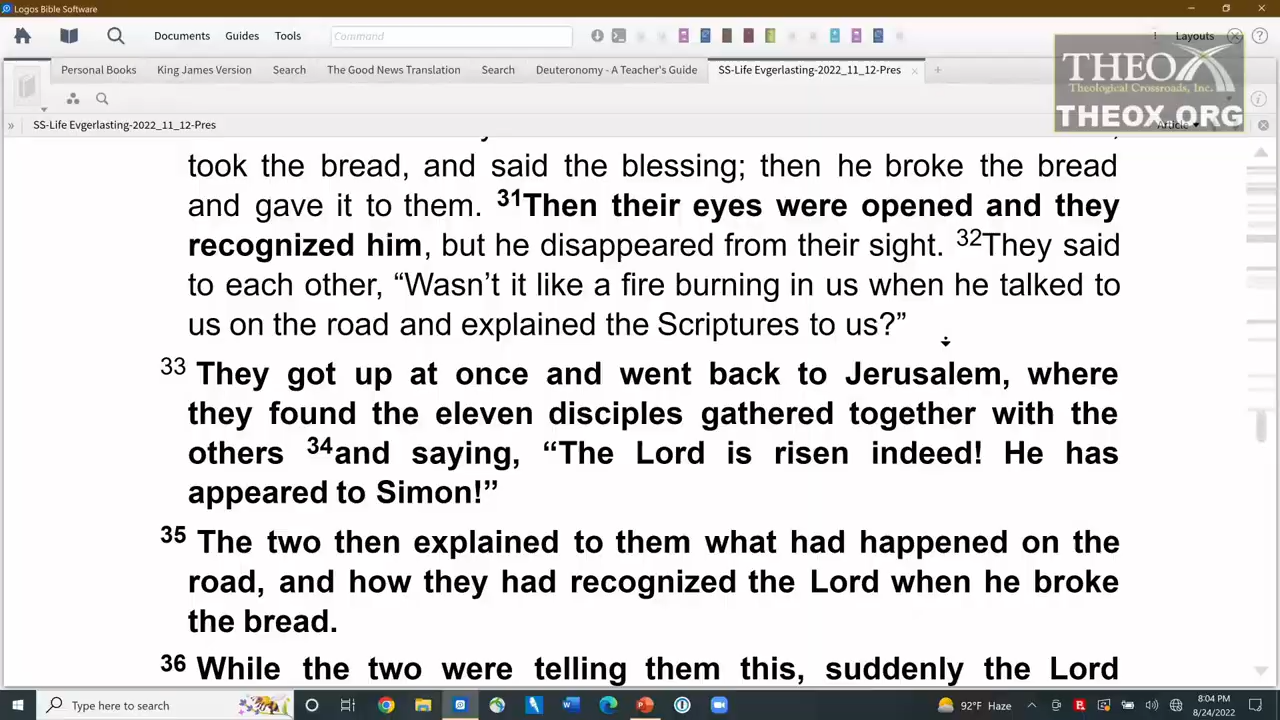 Logos Bible Software
Documents Guides Tools Command Layouts
THEOX
Theological Crossroads, Inc.
THEOX.ORG
Personal Books King James Version Search The Good News Translation Search Deuteronomy - A Teacher's Guide SS-Life Evgerlasting-2022_11_12-Pres
SS-Life Evgerlasting-2022_11_12-Pres Article
took the bread, and said the blessing; then he broke the bread
and gave it to them. 31Then their eyes were opened and they
recognized him, but he disappeared from their sight. 32They said
to each other, “Wasn’t it like a fire burning in us when he talked to
us on the road and explained the Scriptures to us?”
33 They got up at once and went back to Jerusalem, where
they found the eleven disciples gathered together with the
others 34and saying, “The Lord is risen indeed! He has
appeared to Simon!”
35 The two then explained to them what had happened on the
road, and how they had recognized the Lord when he broke
the bread.
36 While the two were telling them this, suddenly the Lord
Type here to search
92°F Haze
8:04 PM
8/24/2022